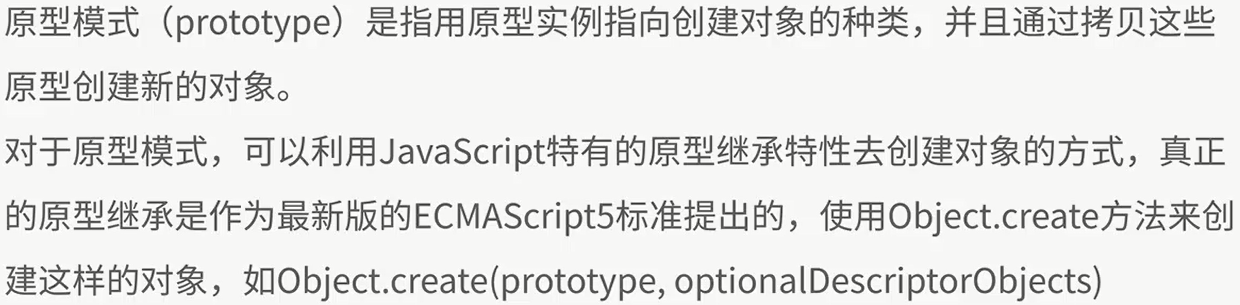 原型模式（prototype）是指用原型实例指向创建对象的种类，并且通过拷贝这些
原型创建新的对象。
对于原型模式，可以利用JavaScript特有的原型继承特性去创建对象的方式，真正
的原型继承是作为最新版的ECMAScript5标准提出的，使用Object.create方法来创
建这样的对象，如Object.create(prototype, optionalDescriptorObjects)